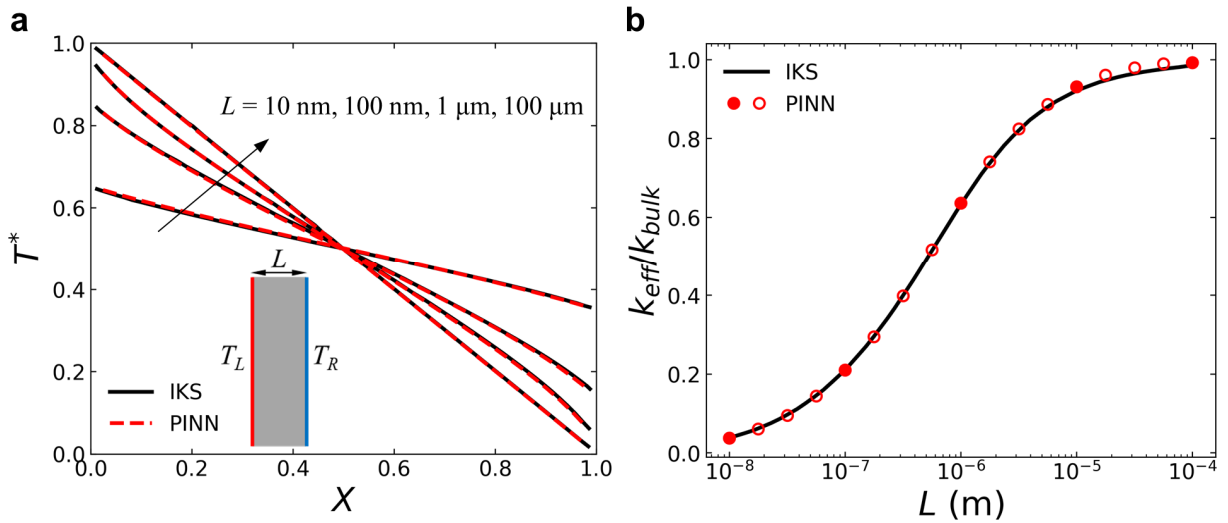 a
1.0
0.8
0.6
0.4
0.2
0.0
T*
L = 10 nm, 100 nm, 1 μm, 100 μm
L
T_L
T_R
IKS
PINN
0.0 0.2 0.4 0.6 0.8 1.0
X
b
1.0
0.8
0.6
0.4
0.2
0.0
k_eff/k_bulk
IKS
PINN
10⁻⁸ 10⁻⁷ 10⁻⁶ 10⁻⁵ 10⁻⁴
L (m)